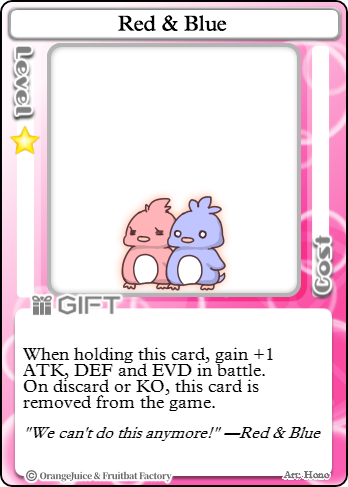 Red & Blue
Level
Cost
GIFT
When holding this card, gain +1
ATK, DEF and EVD in battle.
On discard or KO, this card is
removed from the game.
"We can't do this anymore!" —Red & Blue
© OrangeJuice & Fruitbat Factory
Art: Hono